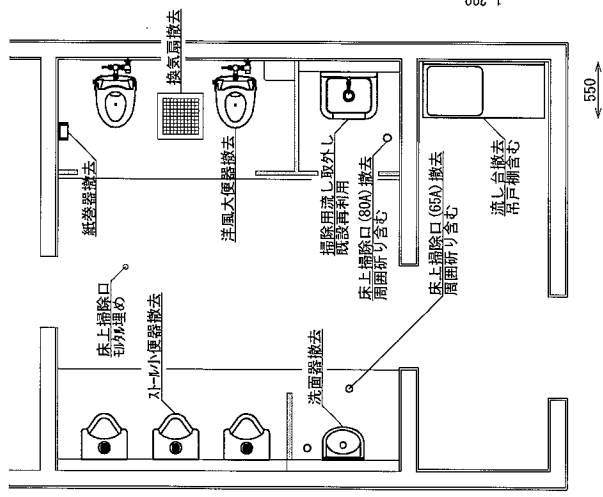 換気扇撤去
紙巻器撤去
洋風大便器撤去
掃除用流し取外し
既設再利用
床上掃除口(80A)撤去
周囲斫り含む
床上掃除口(65A)撤去
周囲斫り含む
流し台撤去
吊戸棚含む
床上掃除口
モルタル埋め
ストール小便器撤去
洗面器撤去
550